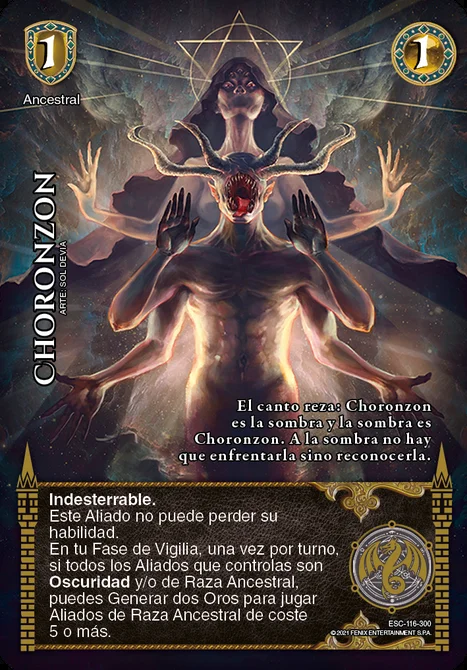 1
1
Ancestral
CHORONZON
ARTE: SOL DEVIA
El canto reza: Choronzon
es la sombra y la sombra es
Choronzon. A la sombra no hay
que enfrentarla sino reconocerla.
Indesterrable.
Este Aliado no puede perder su
habilidad.
En tu Fase de Vigilia, una vez por turno,
si todos los Aliados que controlas son
Oscuridad y/o de Raza Ancestral,
puedes Generar dos Oros para jugar
Aliados de Raza Ancestral de coste
5 o más.
ESC-116-300
©2021 FENIX ENTERTAINMENT S.P.A.